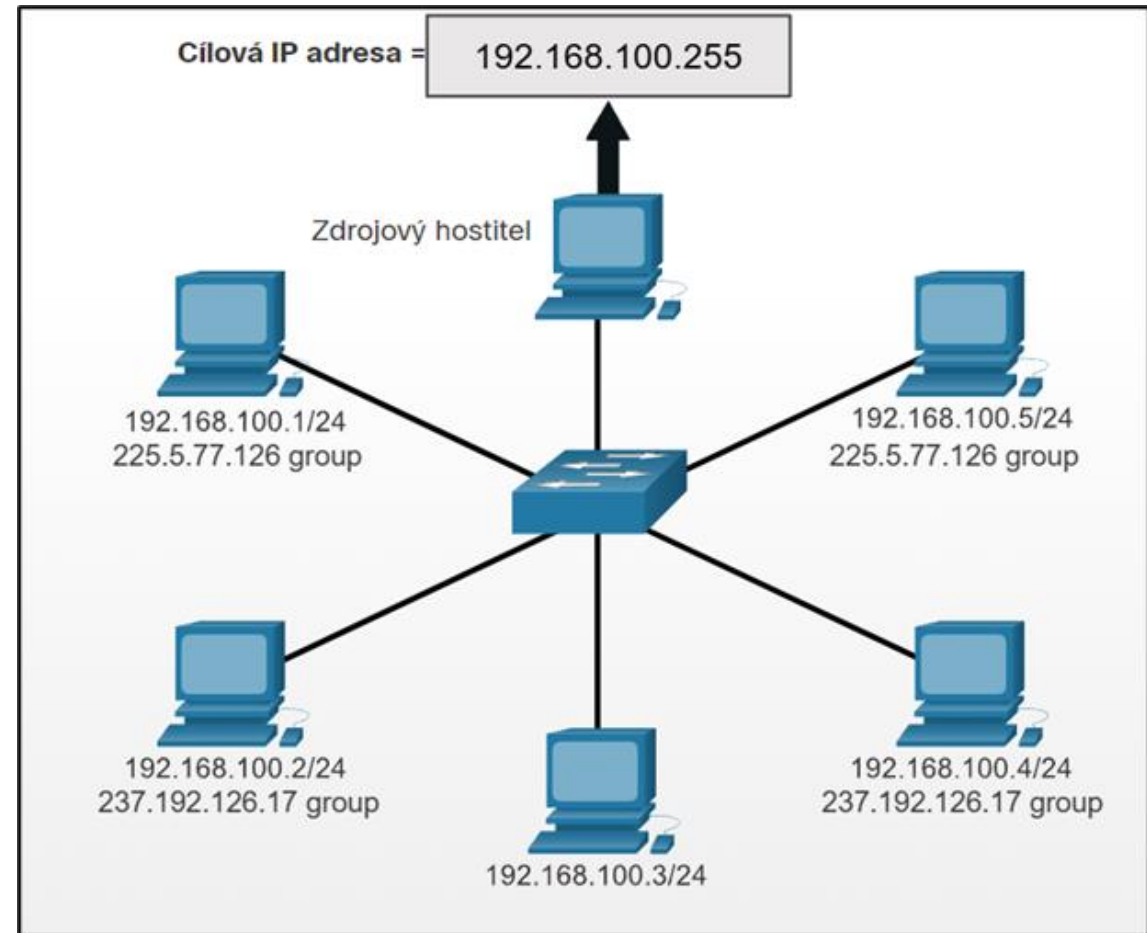 Cílová IP adresa = 192.168.100.255
Zdrojový hostitel
192.168.100.1/24
225.5.77.126 group
192.168.100.5/24
225.5.77.126 group
192.168.100.2/24
237.192.126.17 group
192.168.100.4/24
237.192.126.17 group
192.168.100.3/24